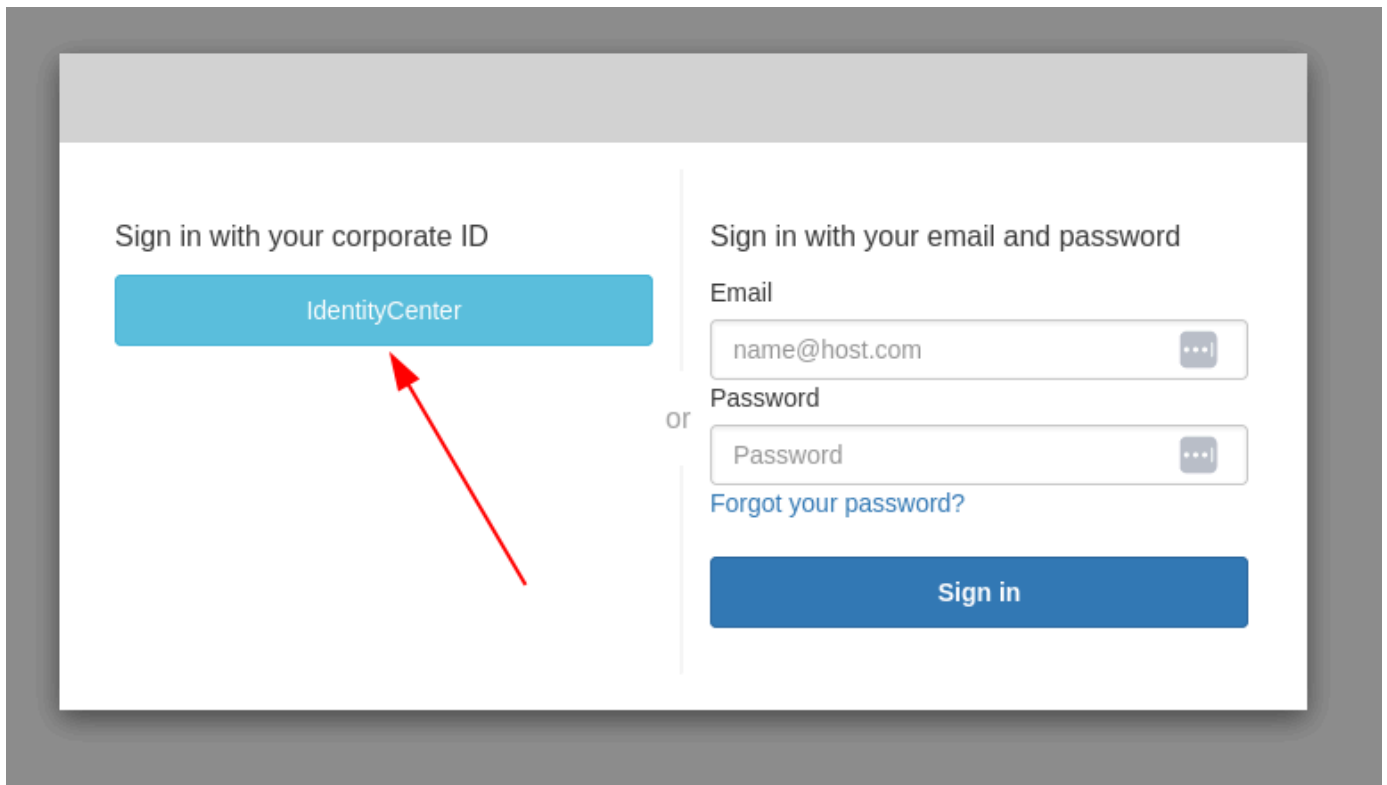 Sign in with your corporate ID
IdentityCenter
or
Sign in with your email and password
Email
name@host.com
Password
Password
Forgot your password?
Sign in